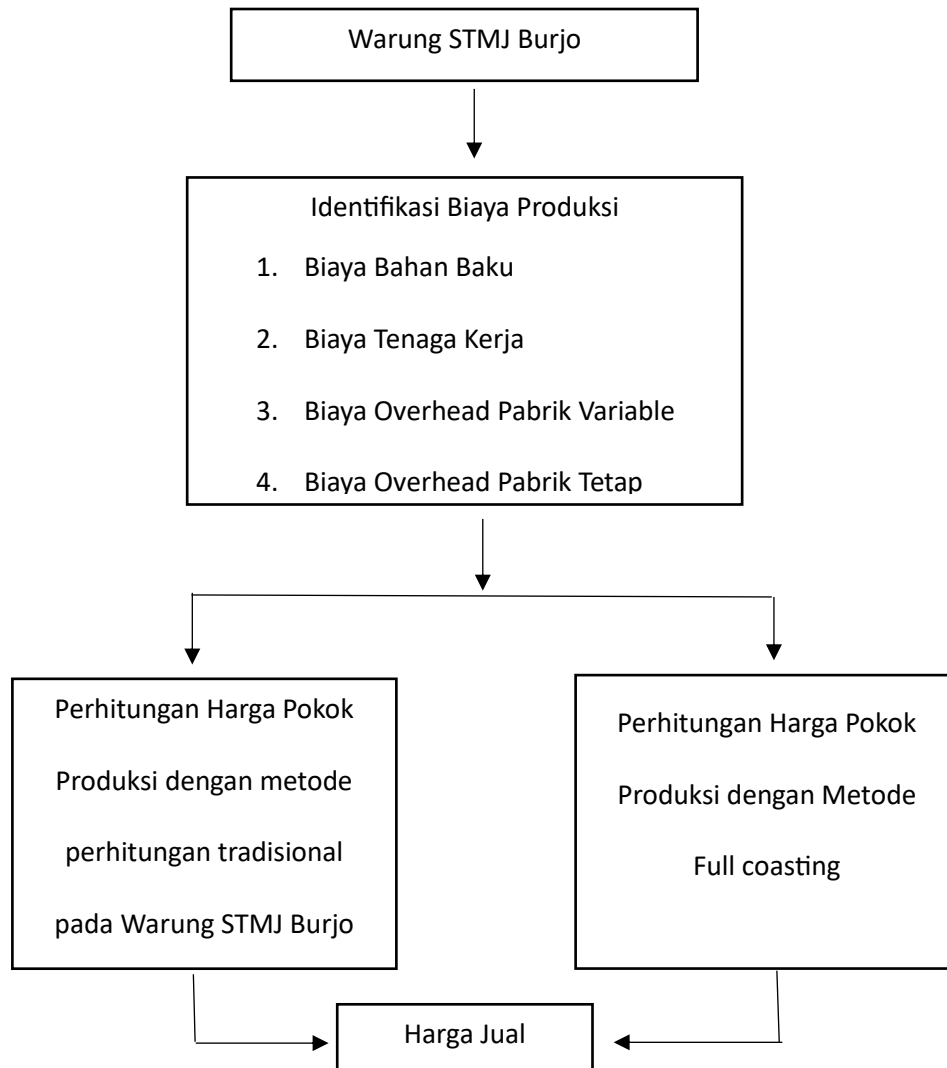 Warung STMJ Burjo
Identifikasi Biaya Produksi
1. Biaya Bahan Baku
2. Biaya Tenaga Kerja
3. Biaya Overhead Pabrik Variable
4. Biaya Overhead Pabrik Tetap
Perhitungan Harga Pokok
Produksi dengan metode
perhitungan tradisional
pada Warung STMJ Burjo
Perhitungan Harga Pokok
Produksi dengan Metode
Full coasting
Harga Jual